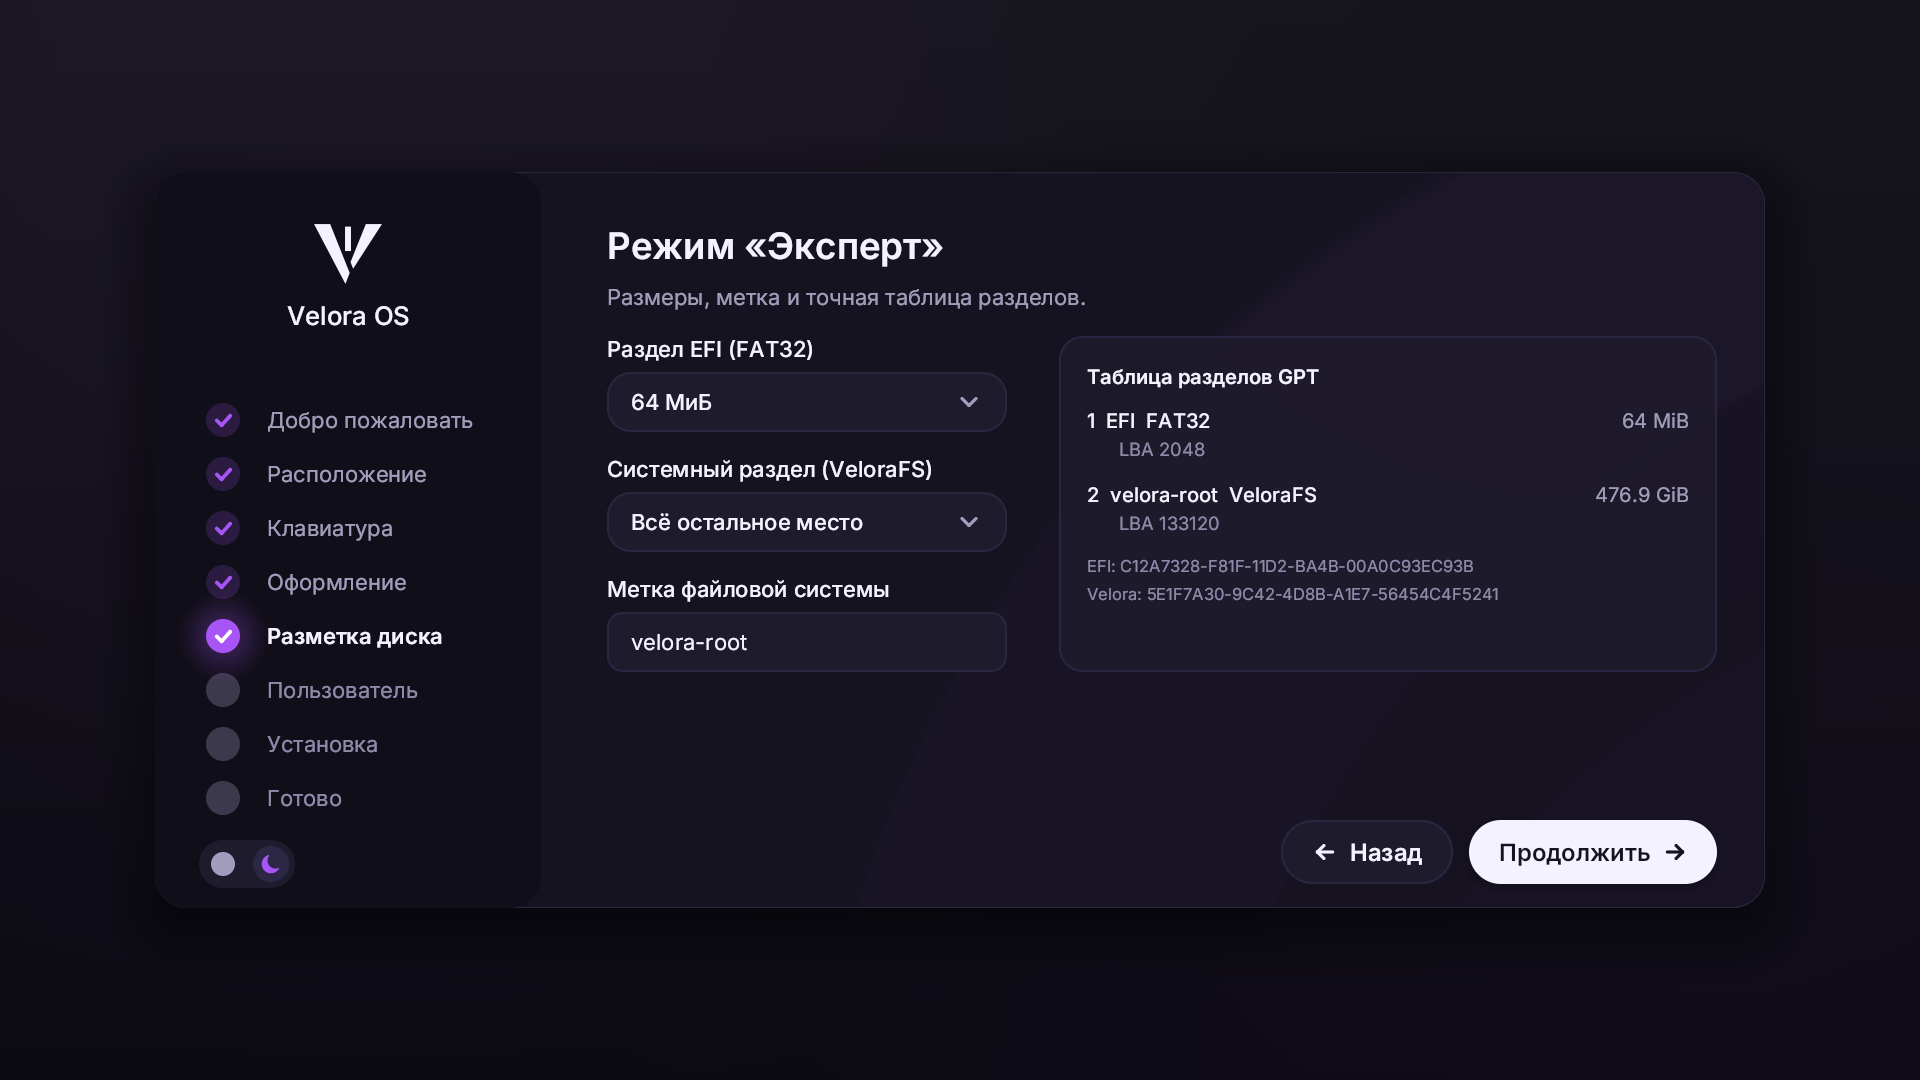 Velora OS
Добро пожаловать
Расположение
Клавиатура
Оформление
Разметка диска
Пользователь
Установка
Готово
Режим «Эксперт»
Размеры, метка и точная таблица разделов.
Раздел EFI (FAT32)
64 МиБ
Системный раздел (VeloraFS)
Всё остальное место
Метка файловой системы
velora-root
Таблица разделов GPT
1 EFI FAT32 64 MiB
LBA 2048
2 velora-root VeloraFS 476.9 GiB
LBA 133120
EFI: C12A7328-F81F-11D2-BA4B-00A0C93EC93B
Velora: 5E1F7A30-9C42-4D8B-A1E7-56454C4F5241
Назад
Продолжить